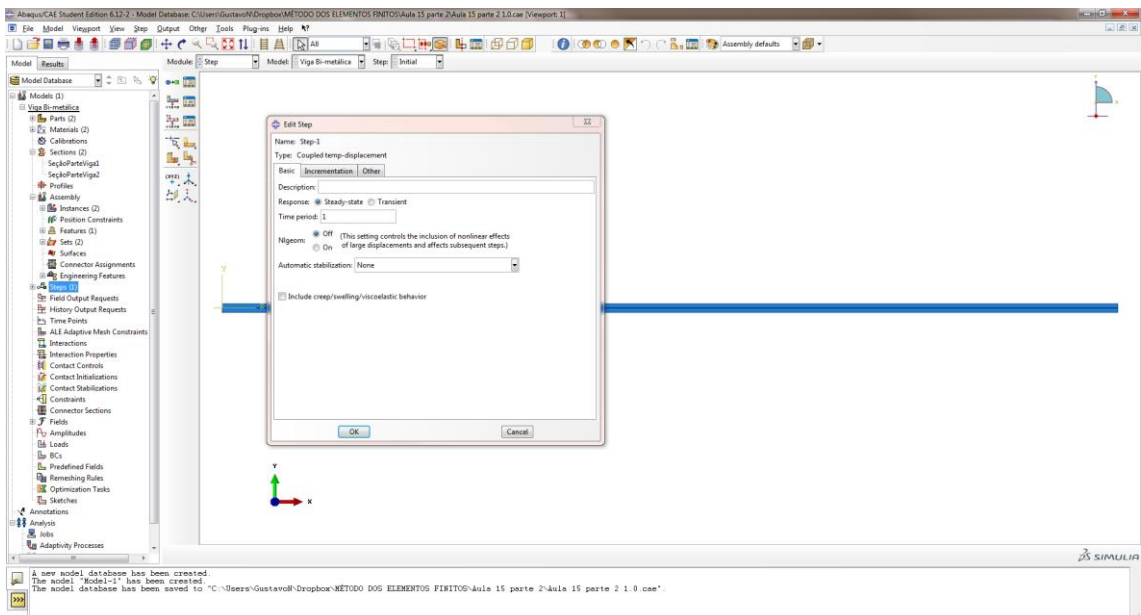 Abaqus/CAE Student Edition 6.12-2 - Model Database: C:\Users\GustavoN\Dropbox\MÉTODO DOS ELEMENTOS FINITOS\Aula 15 parte 2\Aula 15 parte 2 1.0.cae [Viewport: 1]
File Model Viewport View Step Output Other Tools Plug-ins Help
All
Assembly defaults
Model Results
Module: Step Model: Viga Bi-metálica Step: Initial
Model Database
Models (1)
Viga Bi-metálica
Parts (2)
Materials (2)
Calibrations
Sections (2)
SeçãoParteViga1
SeçãoParteViga2
Profiles
Assembly
Instances (2)
Position Constraints
Features (1)
Sets (2)
Surfaces
Connector Assignments
Engineering Features
Steps (1)
Field Output Requests
History Output Requests
Time Points
ALE Adaptive Mesh Constraints
Interactions
Interaction Properties
Contact Controls
Contact Initializations
Contact Stabilizations
Constraints
Connector Sections
Fields
Amplitudes
Loads
BCs
Predefined Fields
Remeshing Rules
Optimization Tasks
Sketches
Annotations
Analysis
Jobs
Adaptivity Processes
Edit Step
Name: Step-1
Type: Coupled temp-displacement
Basic Incrementation Other
Description:
Response: Steady-state Transient
Time period: 1
Nlgeom: Off (This setting controls the inclusion of nonlinear effects
On of large displacements and affects subsequent steps.)
Automatic stabilization: None
Include creep/swelling/viscoelastic behavior
OK Cancel
Y
Y
X
SIMULIA
A new model database has been created.
The model "Model-1" has been created.
The model database has been saved to "C:\Users\GustavoN\Dropbox\MÉTODO DOS ELEMENTOS FINITOS\Aula 15 parte 2\Aula 15 parte 2 1.0.cae".